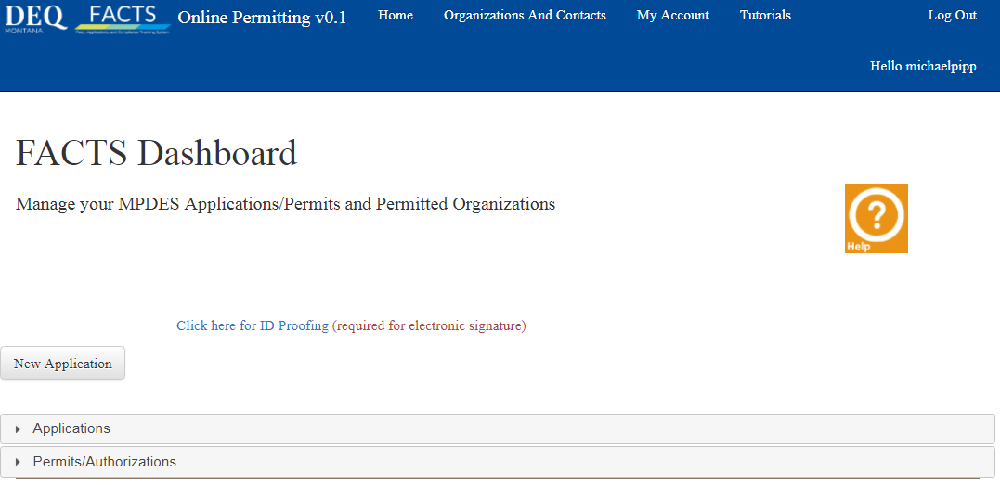 DEQ
MONTANA
FACTS
Online Permitting v0.1
Home
Organizations And Contacts
My Account
Tutorials
Log Out
Hello michaelpipp
FACTS Dashboard
Manage your MPDES Applications/Permits and Permitted Organizations
Help
Click here for ID Proofing (required for electronic signature)
New Application
Applications
Permits/Authorizations